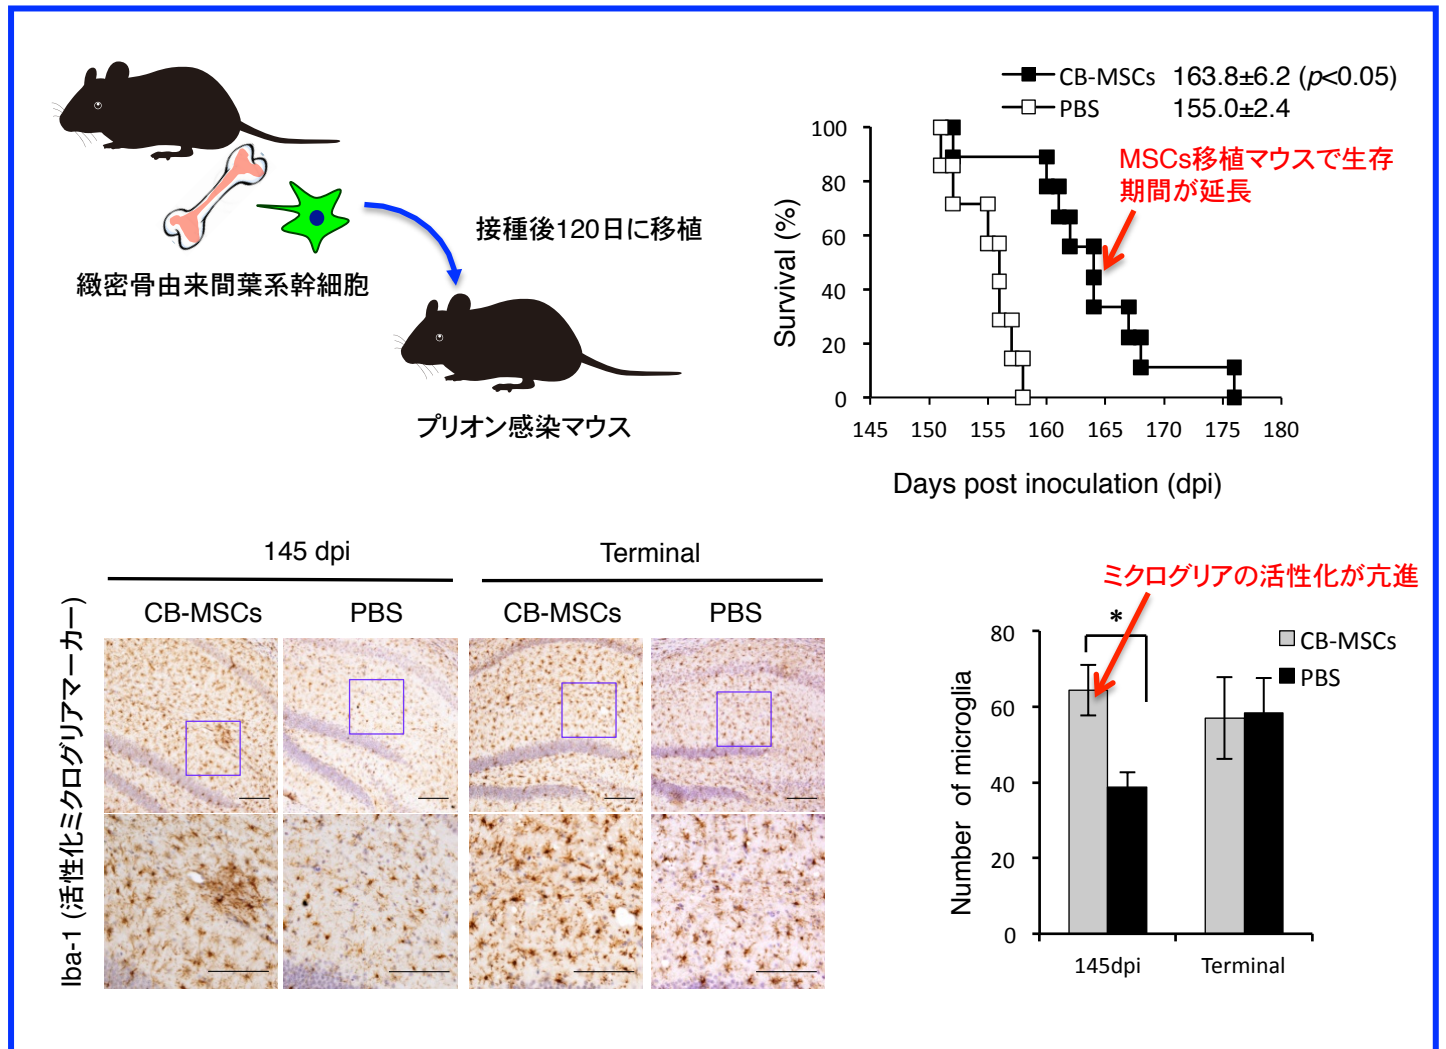 緻密骨由来間葉系幹細胞
接種後120日に移植
プリオン感染マウス
CB-MSCs 163.8±6.2 (p<0.05)
PBS 155.0±2.4
MSCs移植マウスで生存
期間が延長
Survival (%)
100
80
60
40
20
0
145 150 155 160 165 170 175 180
Days post inoculation (dpi)
145 dpi Terminal
CB-MSCs PBS CB-MSCs PBS
Iba-1 (活性化ミクログリアマーカー)
ミクログリアの活性化が亢進
*
CB-MSCs
PBS
Number of microglia
80
60
40
20
0
145dpi Terminal